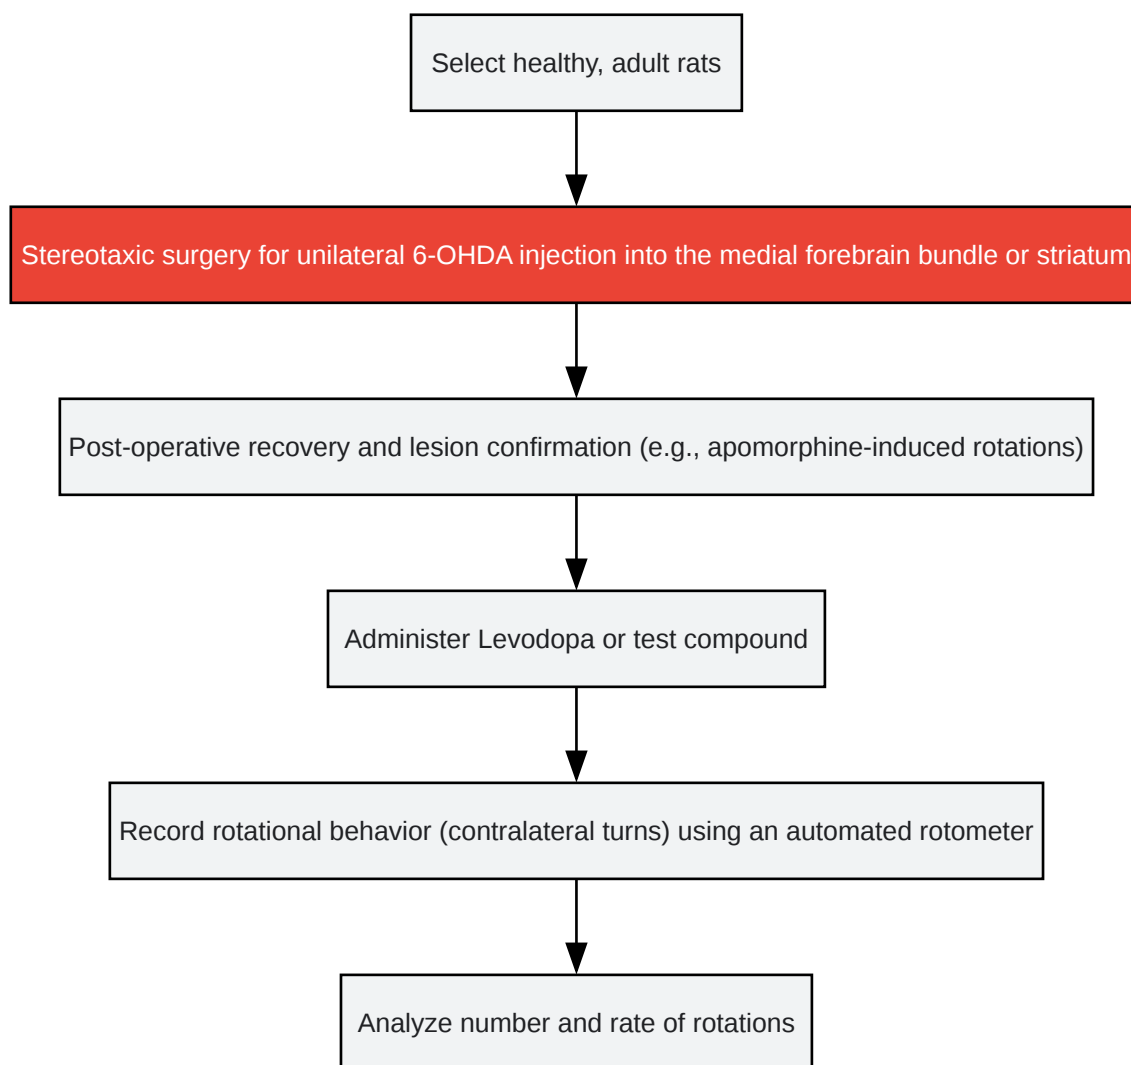 Select healthy, adult rats
Stereotaxic surgery for unilateral 6-OHDA injection into the medial forebrain bundle or striatum
Post-operative recovery and lesion confirmation (e.g., apomorphine-induced rotations)
Administer Levodopa or test compound
Record rotational behavior (contralateral turns) using an automated rotometer
Analyze number and rate of rotations